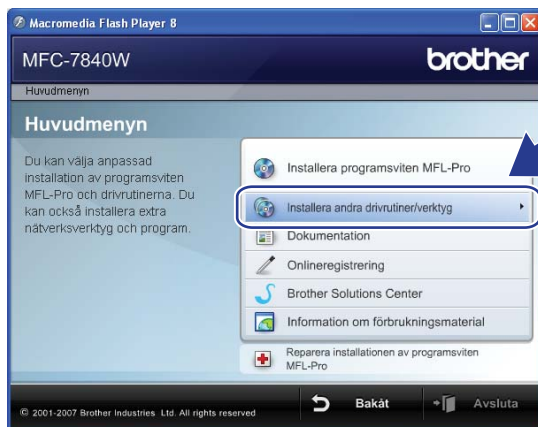 Macromedia Flash Player 8
MFC-7840W
brother
Huvudmenyn
Huvudmenyn
Du kan välja anpassad
installation av programsviten
MFL-Pro och drivrutinerna. Du
kan också installera extra
nätverksverktyg och program.
Installera programsviten MFL-Pro
Installera andra drivrutiner/verktyg
Dokumentation
Onlineregistrering
Brother Solutions Center
Information om förbrukningsmaterial
Reparera installationen av programsviten
MFL-Pro
© 2001-2007 Brother Industries Ltd. All rights reserved
Bakåt
Avsluta